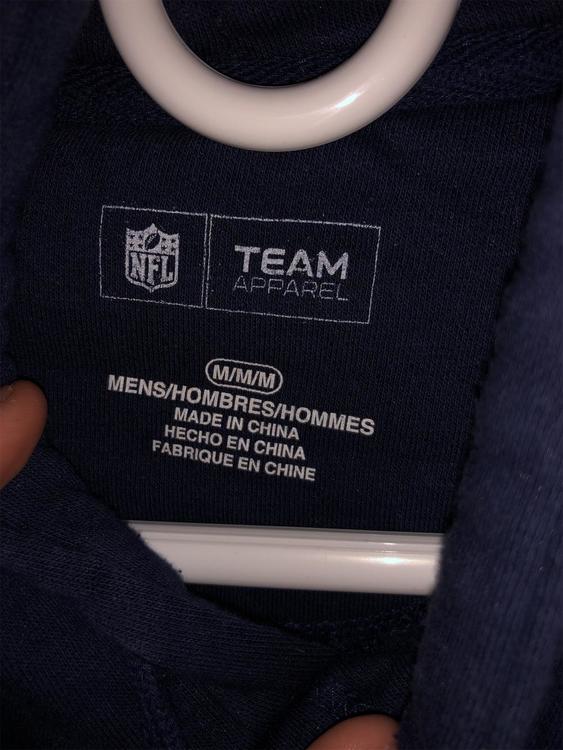 NFL
TEAM
APPAREL
M/M/M
MENS/HOMBRES/HOMMES
MADE IN CHINA
HECHO EN CHINA
FABRIQUE EN CHINE